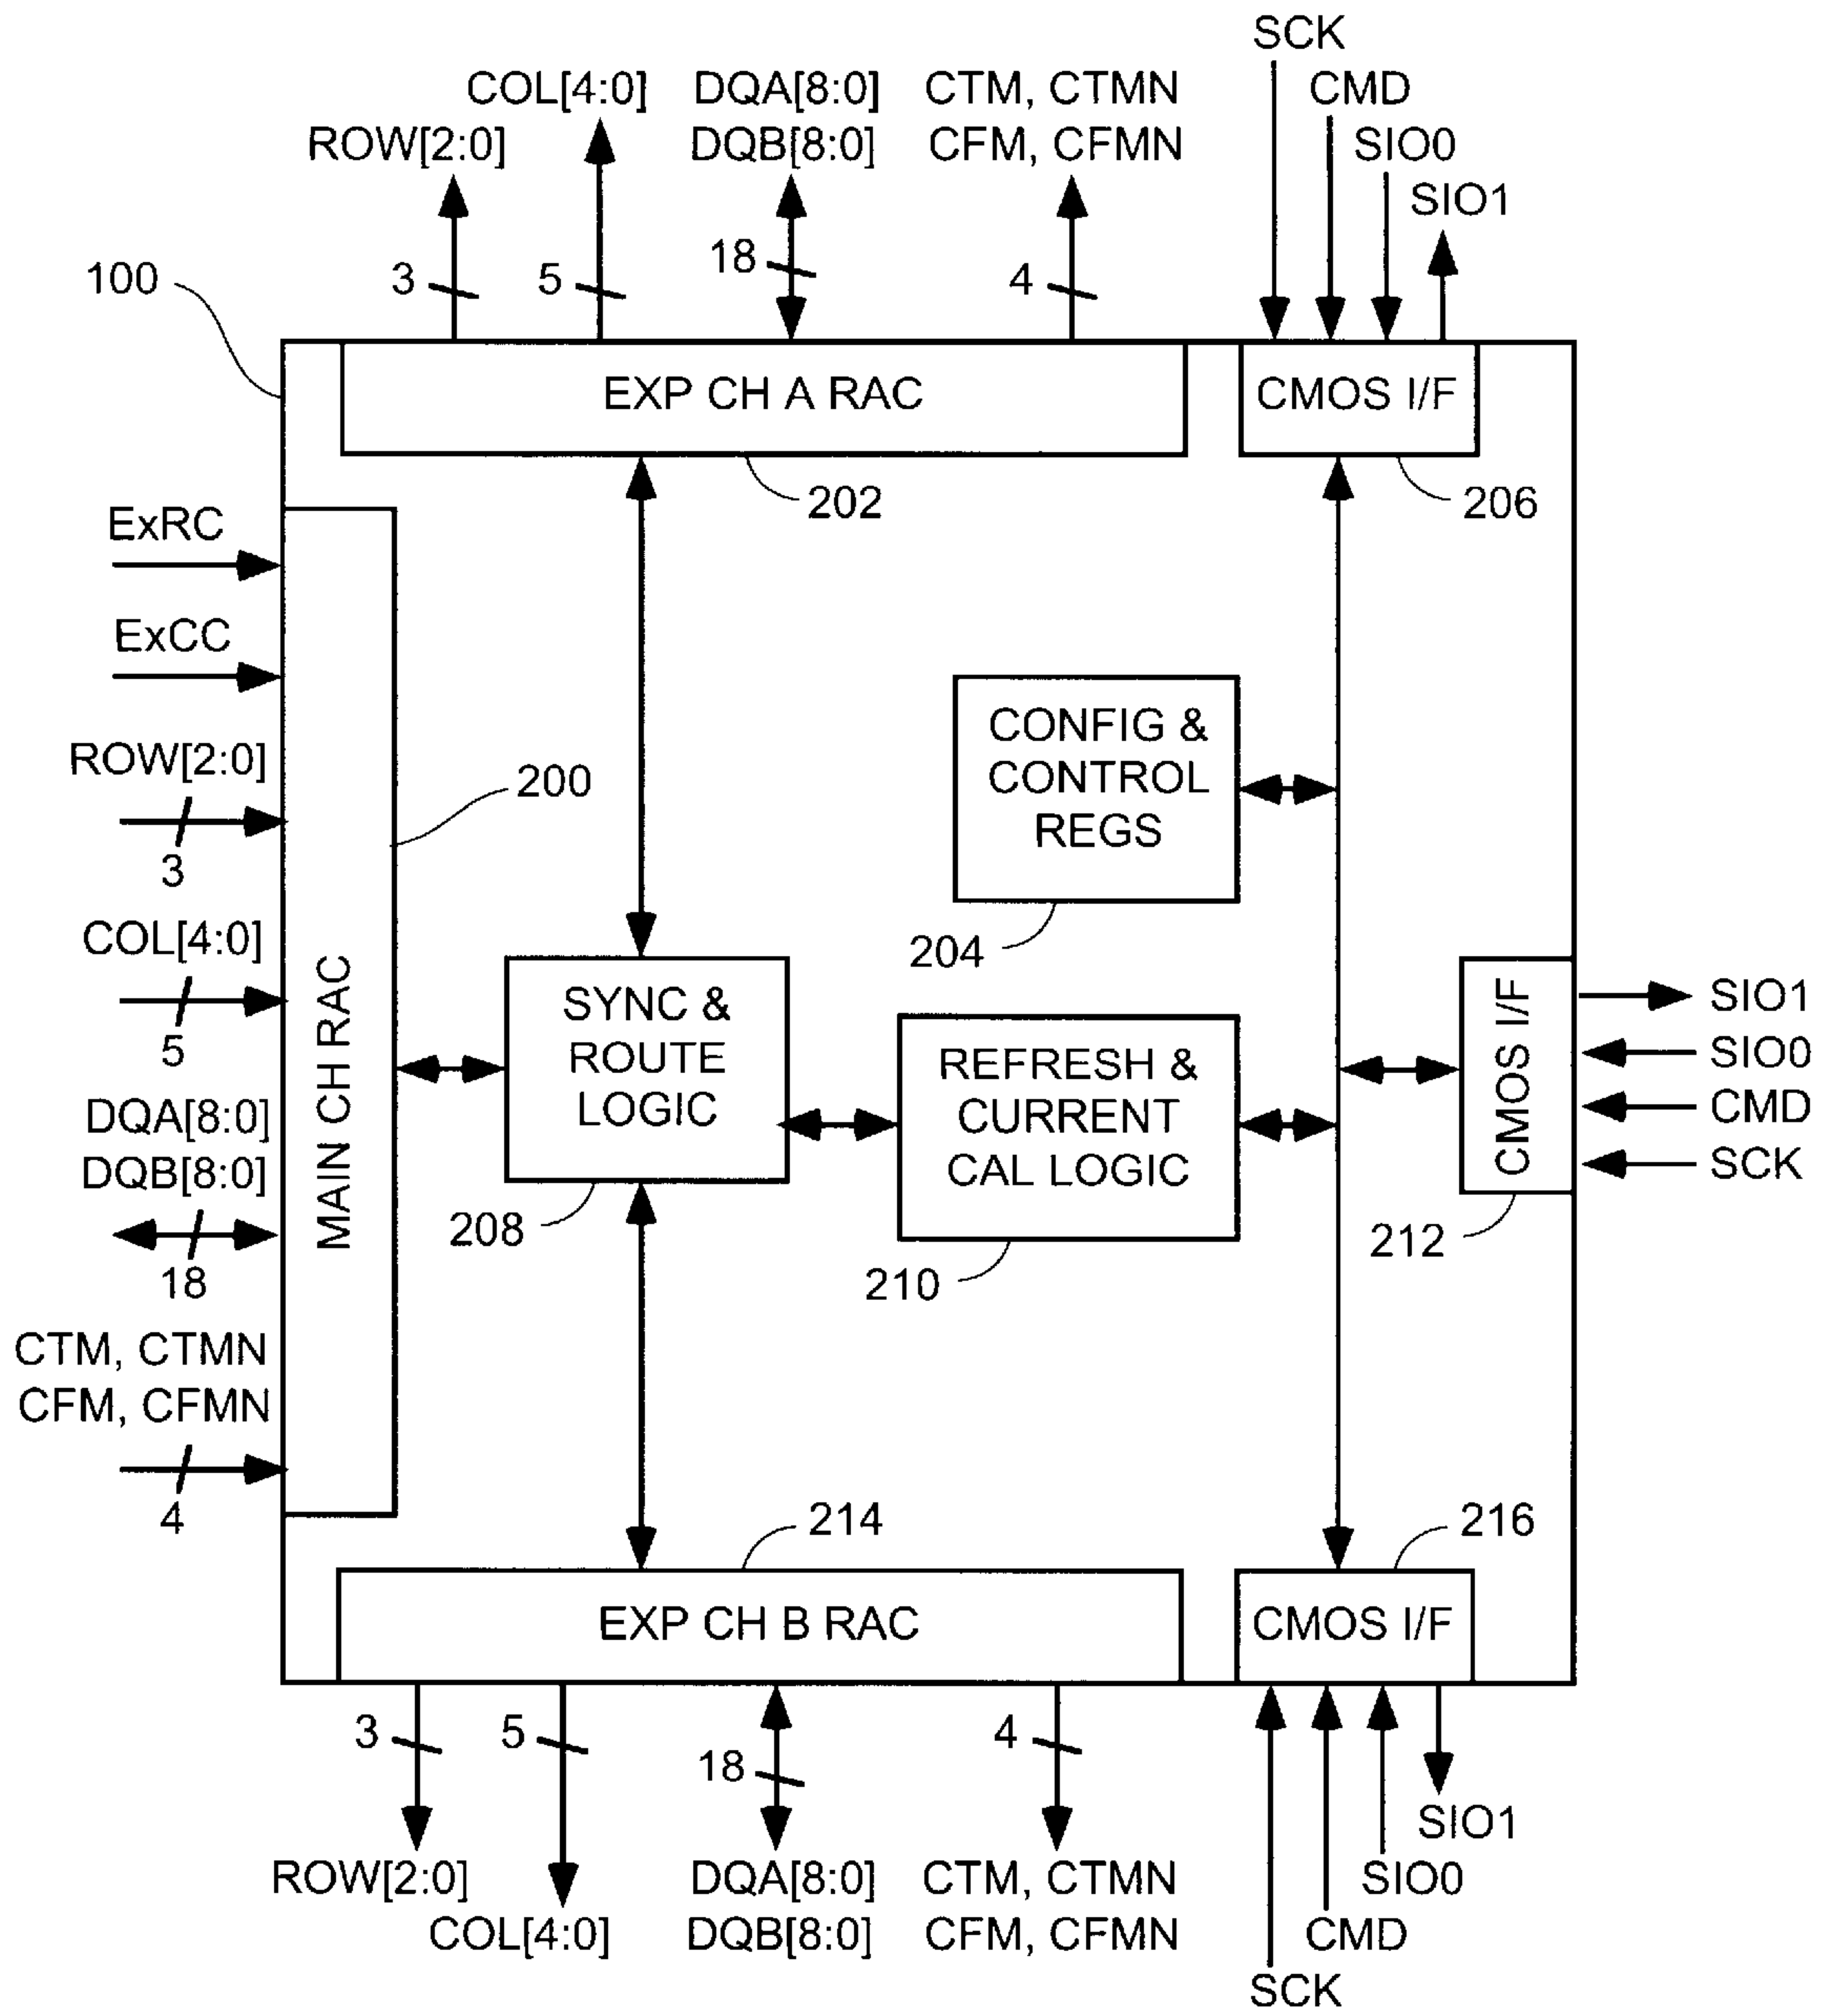 SCK
COL[4:0]
DQA[8:0]
CTM, CTMN
CMD
ROW[2:0]
DQB[8:0]
CFM, CFMN
SIO0
SIO1
3
5
18
4
100
EXP CH A RAC
CMOS I/F
202
206
ExRC
ExCC
ROW[2:0]
3
200
CONFIG &
CONTROL
REGS
204
COL[4:0]
5
MAIN CH RAC
SYNC &
ROUTE
LOGIC
208
REFRESH &
CURRENT
CAL LOGIC
210
CMOS I/F
212
SIO1
SIO0
CMD
SCK
DQA[8:0]
DQB[8:0]
18
CTM, CTMN
CFM, CFMN
4
214
216
EXP CH B RAC
CMOS I/F
3
5
18
4
SIO1
ROW[2:0]
DQA[8:0]
CTM, CTMN
SIO0
COL[4:0]
DQB[8:0]
CFM, CFMN
CMD
SCK